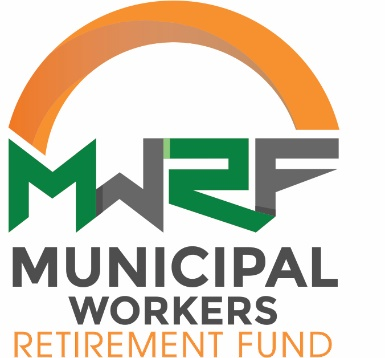 MWRF
MUNICIPAL
WORKERS
RETIREMENT FUND